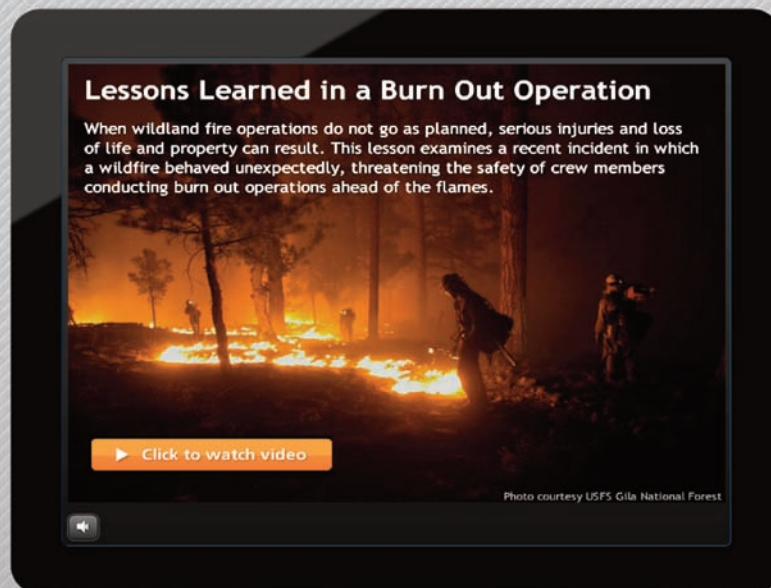 Lessons Learned in a Burn Out Operation
When wildland fire operations do not go as planned, serious injuries and loss
of life and property can result. This lesson examines a recent incident in which
a wildfire behaved unexpectedly, threatening the safety of crew members
conducting burn out operations ahead of the flames.
Click to watch video
Photo courtesy USFS Gila National Forest